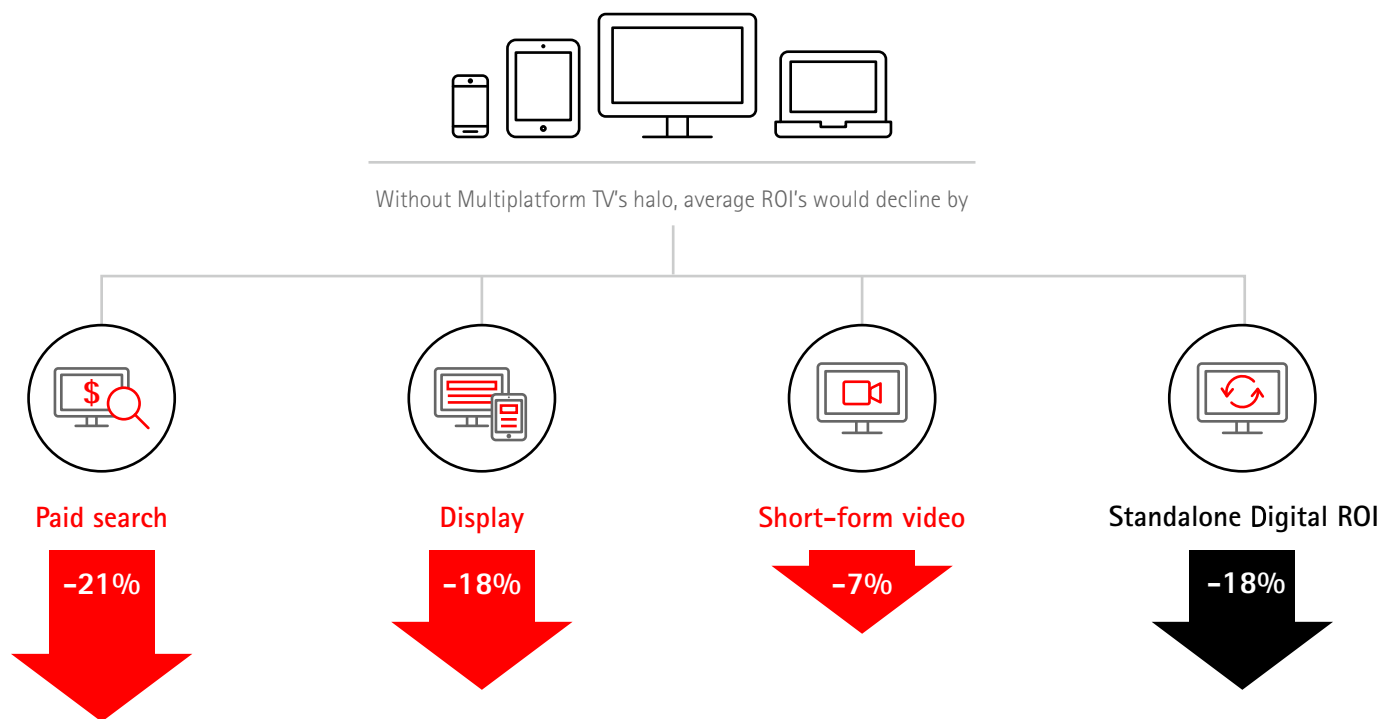 Without Multiplatform TV's halo, average ROI's would decline by
$
Paid search
Display
Short-form video
Standalone Digital ROI
-21%
-18%
-7%
-18%